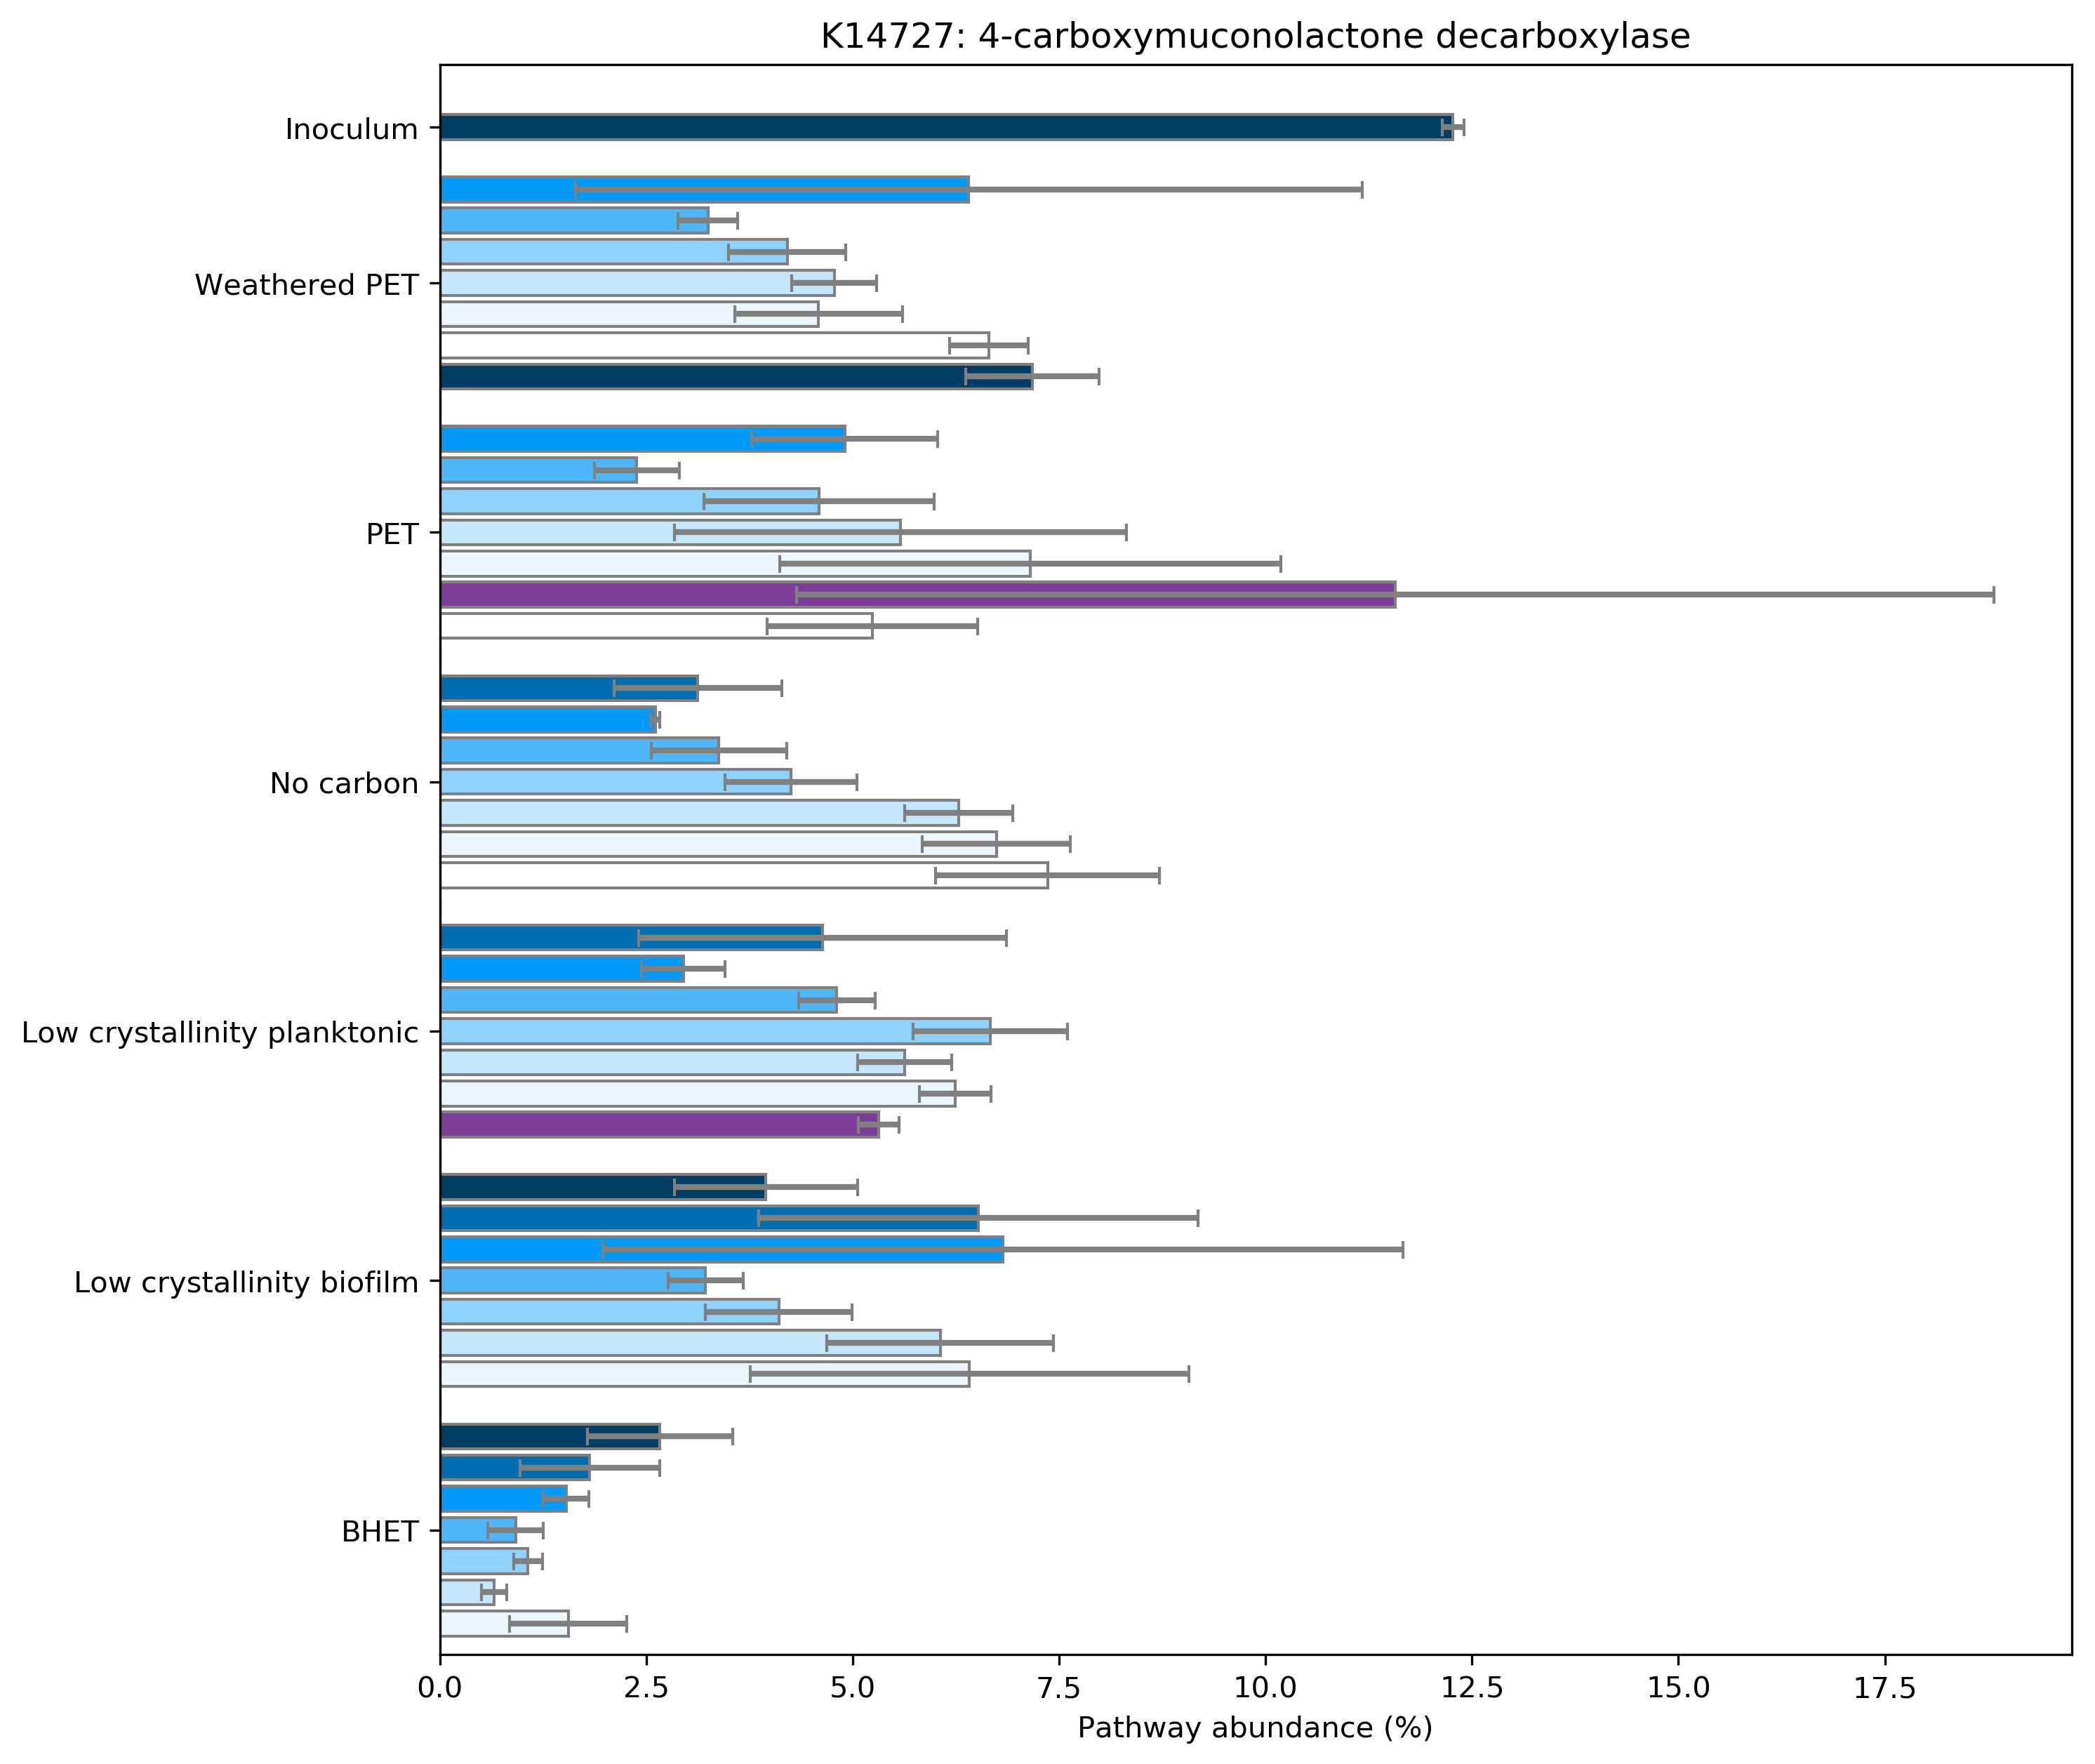 K14727: 4-carboxymuconolactone decarboxylase
Inoculum
Weathered PET
PET
No carbon
Low crystallinity planktonic
Low crystallinity biofilm
BHET
0.0 2.5 5.0 7.5 10.0 12.5 15.0 17.5
Pathway abundance (%)